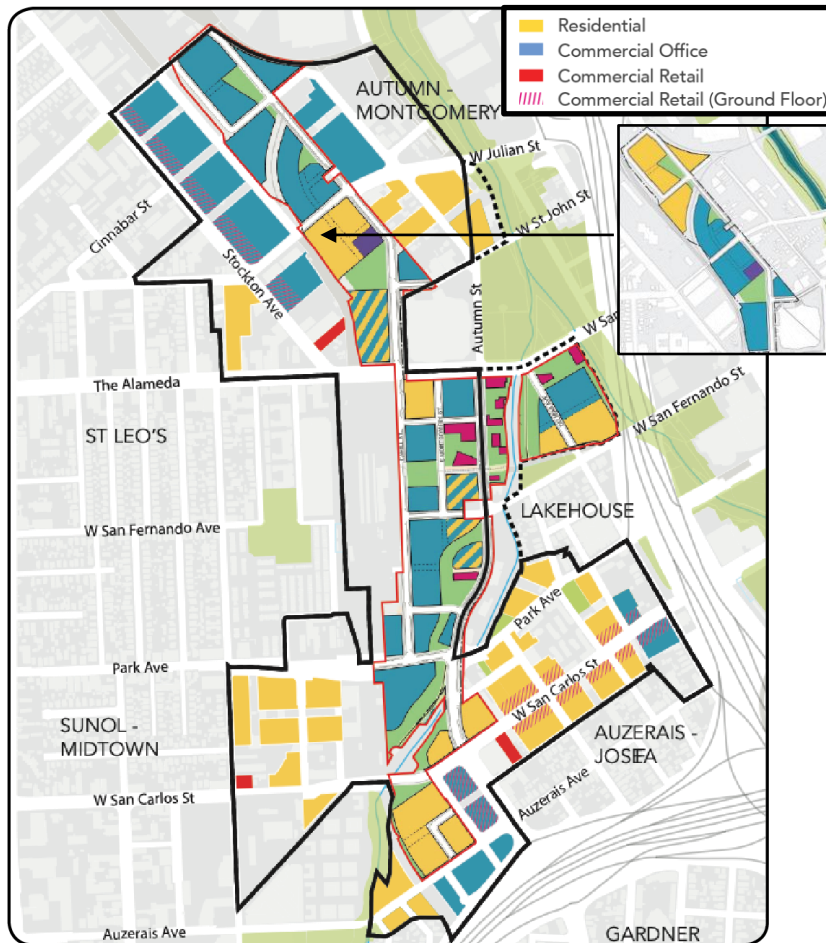 Residential
Commercial Office
Commercial Retail
Commercial Retail (Ground Floor)
AUTUMN -
MONTGOMERY
W Julian St
W St John St
Cinnabar St
Stockton Ave
Autumn St
W San
The Alameda
W San Fernando St
ST LEO'S
LAKEHOUSE
W San Fernando Ave
Park Ave
Park Ave
W San Carlos St
SUNOL -
MIDTOWN
AUZERAIS -
JOSEFA
W San Carlos St
Auzerais Ave
Auzerais Ave
GARDNER